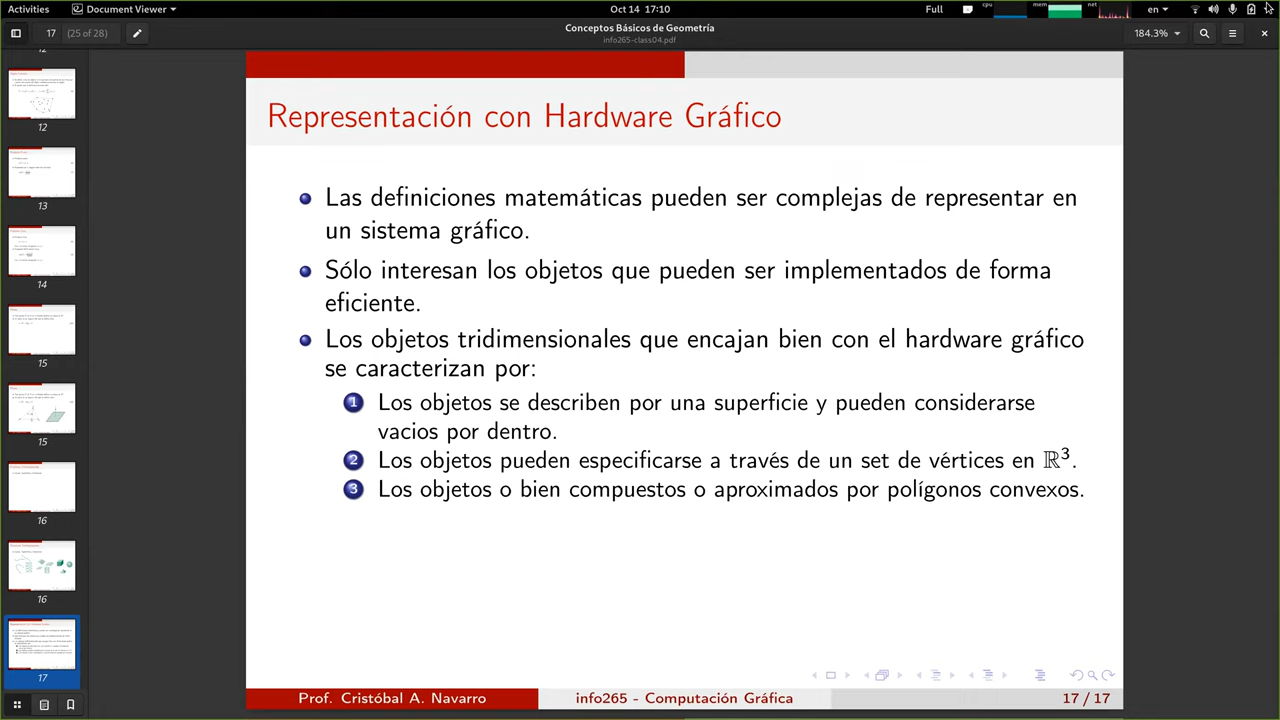 Activities
Document Viewer
Oct 14 17:10
Full
cpu
mem
net
en
17
(25 of 28)
Conceptos Básicos de Geometría
info265-class04.pdf
184.3%
12
13
14
15
15
16
16
17
Representación con Hardware Gráfico
Las definiciones matemáticas pueden ser complejas de representar en
un sistema gráfico.
Sólo interesan los objetos que pueden ser implementados de forma
eficiente.
Los objetos tridimensionales que encajan bien con el hardware gráfico
se caracterizan por:
1 Los objetos se describen por una superficie y pueden considerarse
vacios por dentro.
2 Los objetos pueden especificarse a través de un set de vértices en ℝ³.
3 Los objetos o bien compuestos o aproximados por polígonos convexos.
Prof. Cristóbal A. Navarro
info265 - Computación Gráfica
17 / 17